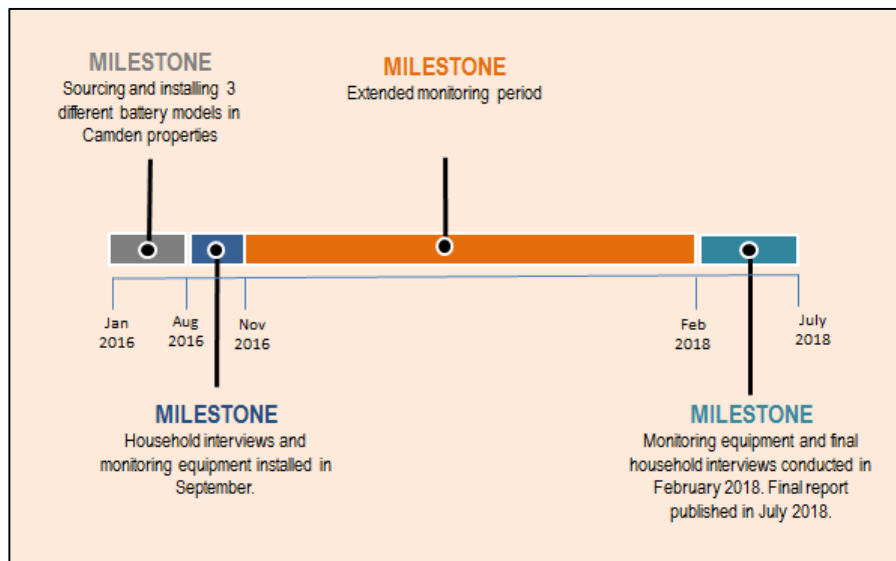 MILESTONE
Sourcing and installing 3
different battery models in
Camden properties
MILESTONE
Extended monitoring period
Jan
2016
Aug
2016
Nov
2016
Feb
2018
July
2018
MILESTONE
Household interviews and
monitoring equipment installed in
September.
MILESTONE
Monitoring equipment and final
household interviews conducted in
February 2018. Final report
published in July 2018.